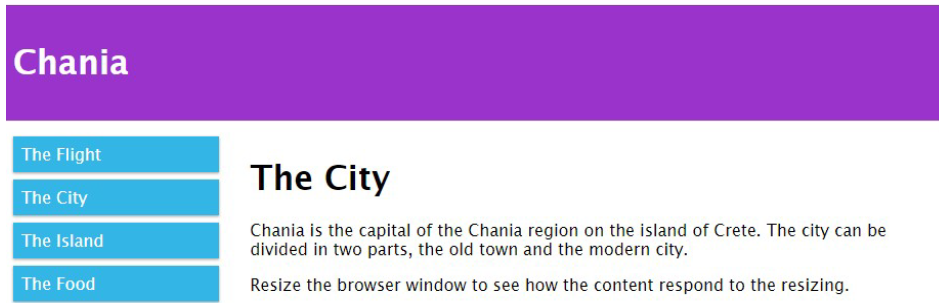 Chania
The Flight
The City
The Island
The Food
The City
Chania is the capital of the Chania region on the island of Crete. The city can be
divided in two parts, the old town and the modern city.
Resize the browser window to see how the content respond to the resizing.